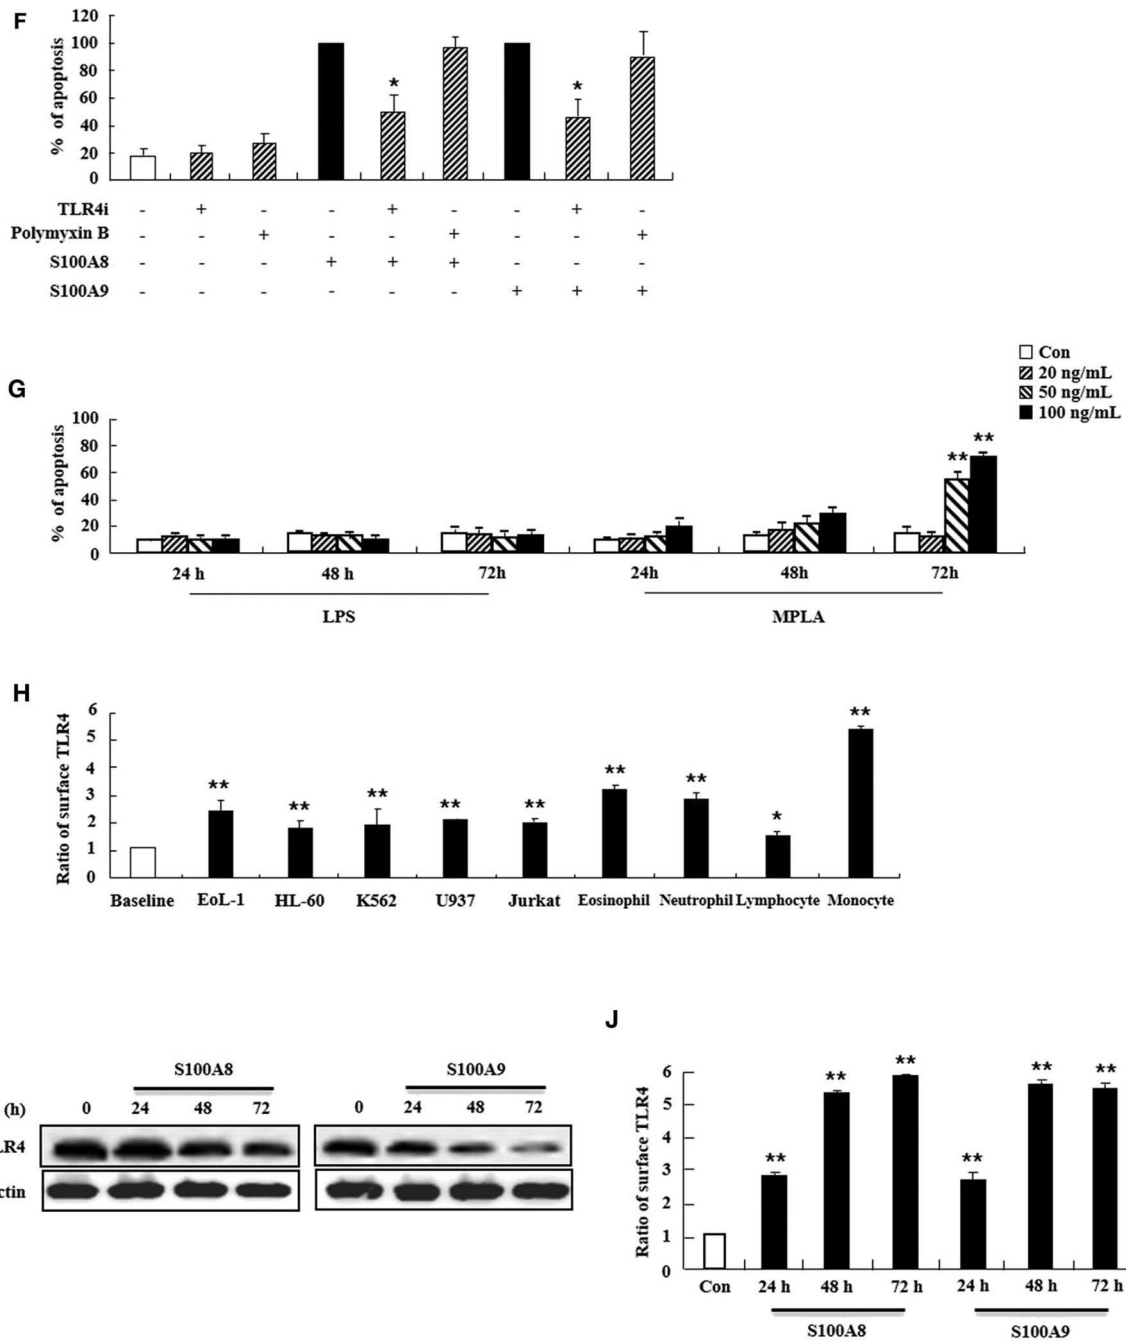 F
120
100
80
60
40
20
0
% of apoptosis
*
*
TLR4i - + - - + - - + -
Polymyxin B - - + - - + - - +
S100A8 - - - + + + - - -
S100A9 - - - - - - + + +
G
Con
20 ng/mL
50 ng/mL
100 ng/mL
100
80
60
40
20
0
% of apoptosis
** **
24 h 48 h 72h 24h 48h 72h
LPS MPLA
H
6
5
4
3
2
1
0
Ratio of surface TLR4
** ** ** ** ** ** ** * **
Baseline EoL-1 HL-60 K562 U937 Jurkat Eosinophil Neutrophil Lymphocyte Monocyte
S100A8 S100A9
(h) 0 24 48 72 0 24 48 72
LR4
ctin
J
6
5
4
3
2
1
0
Ratio of surface TLR4
** ** ** ** ** **
Con 24 h 48 h 72 h 24 h 48 h 72 h
S100A8 S100A9